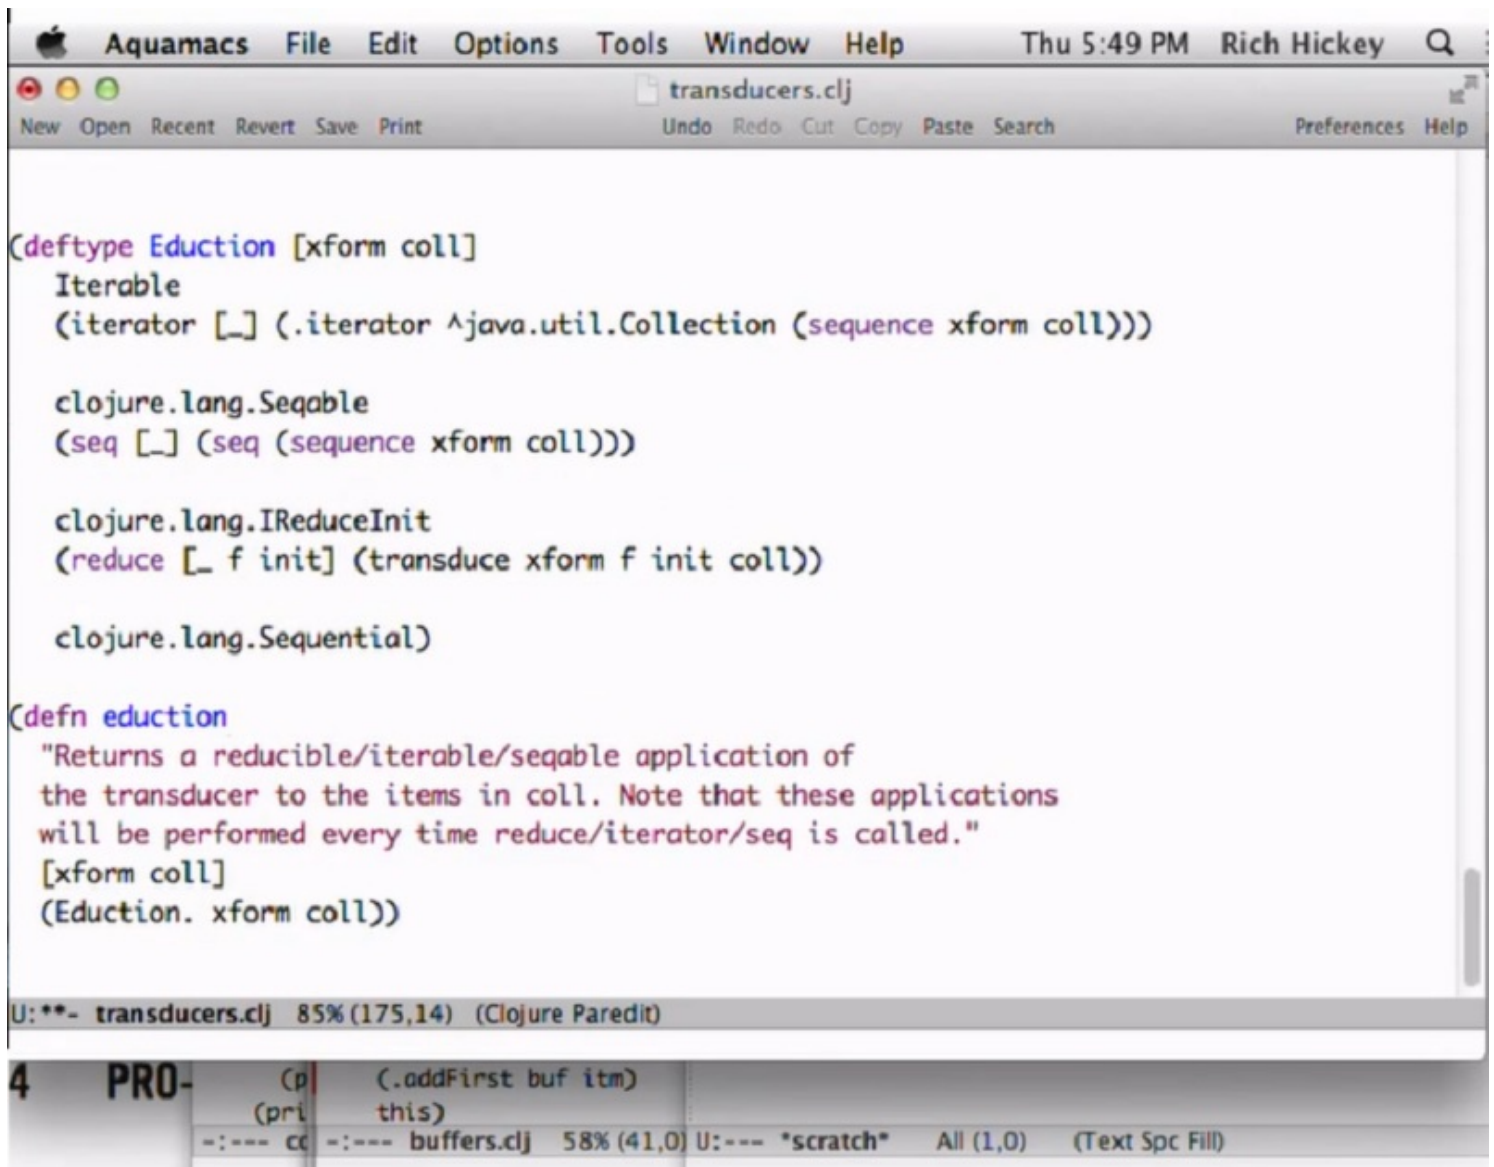 Aquamacs File Edit Options Tools Window Help Thu 5:49 PM Rich Hickey
transducers.clj
New Open Recent Revert Save Print Undo Redo Cut Copy Paste Search Preferences Help
(deftype Eduction [xform coll]
   Iterable
   (iterator [_] (.iterator ^java.util.Collection (sequence xform coll)))
   clojure.lang.Seqable
   (seq [_] (seq (sequence xform coll)))
   clojure.lang.IReduceInit
   (reduce [_ f init] (transduce xform f init coll))
   clojure.lang.Sequential)
(defn eduction
  "Returns a reducible/iterable/seqable application of
  the transducer to the items in coll. Note that these applications
  will be performed every time reduce/iterator/seq is called."
  [xform coll]
  (Eduction. xform coll))
U:**- transducers.clj 85% (175,14) (Clojure Paredit)
4 PRO- (p (.addFirst buf itm)
(pri this)
-:--- co -:--- buffers.clj 58% (41,0) U:--- *scratch* All (1,0) (Text Spc Fill)